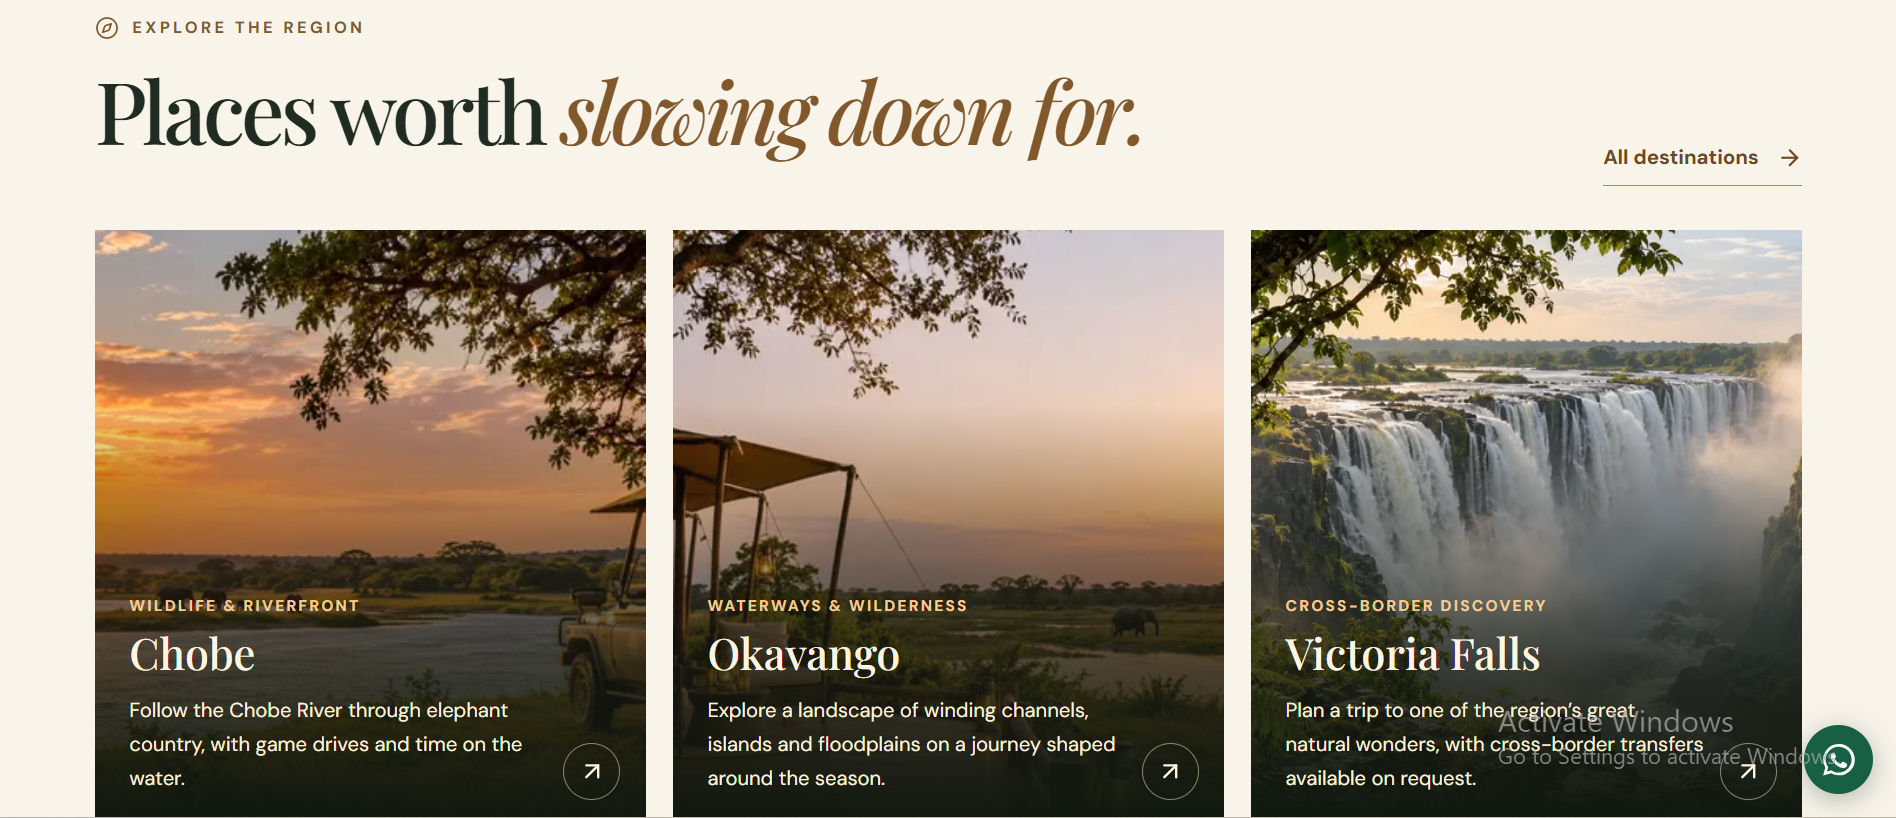 EXPLORE THE REGION
Places worth slowing down for.
All destinations
WILDLIFE & RIVERFRONT
Chobe
Follow the Chobe River through elephant
country, with game drives and time on the
water.
WATERWAYS & WILDERNESS
Okavango
Explore a landscape of winding channels,
islands and floodplains on a journey shaped
around the season.
CROSS-BORDER DISCOVERY
Victoria Falls
Plan a trip to one of the region's great
natural wonders, with cross-border transfers
available on request.
Activate Windows
Go to Settings to activate Windows.